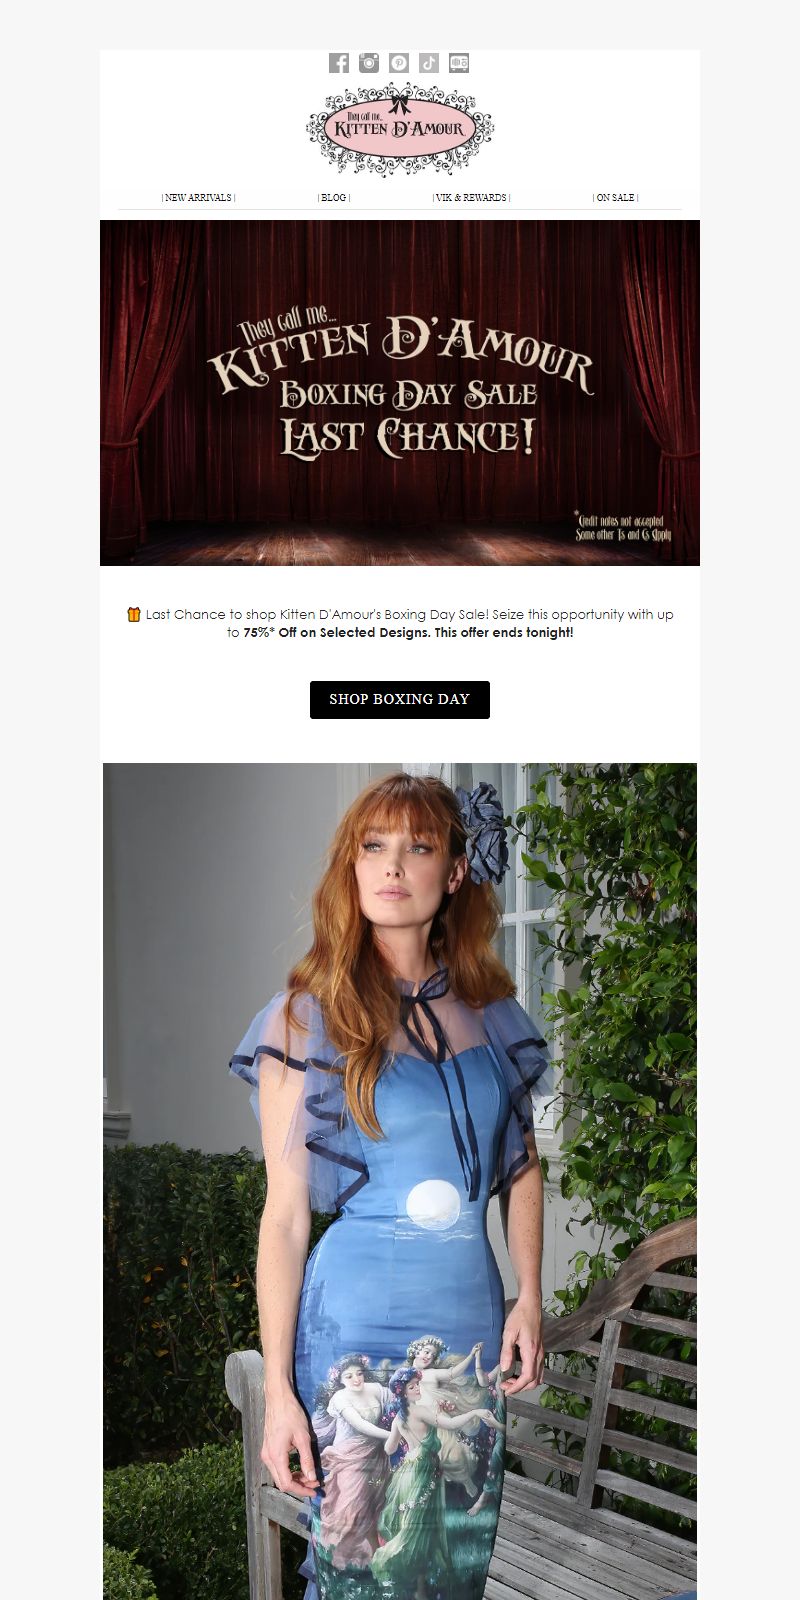 They call me...
KITTEN D'AMOUR
| NEW ARRIVALS |
| BLOG |
| VIK & REWARDS |
| ON SALE |
They call me...
KITTEN D'AMOUR
BOXING DAY SALE
LAST CHANCE!
*Credit notes not accepted
Some other Ts and Cs Apply
Last Chance to shop Kitten D'Amour's Boxing Day Sale! Seize this opportunity with up
to 75%* Off on Selected Designs. This offer ends tonight!
SHOP BOXING DAY